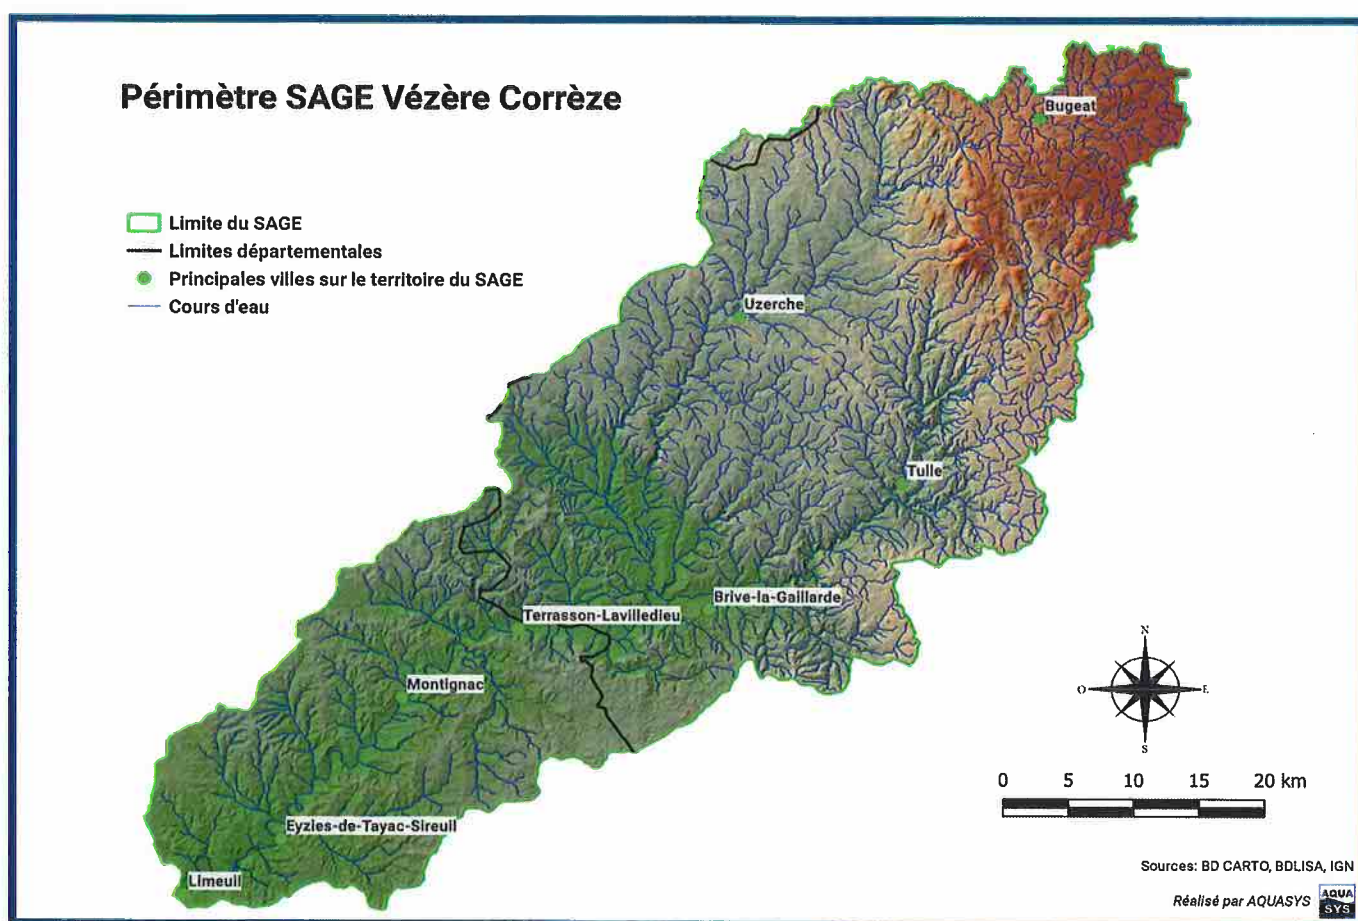 Périmètre SAGE Vézère Corrèze
Limite du SAGE
Limites départementales
Principales villes sur le territoire du SAGE
Cours d'eau
Bugeat
Uzerche
Tulle
Brive-la-Gaillarde
Terrasson-Lavilledieu
Montignac
Eyzies-de-Tayac-Sireuil
Limeuil
N
O E
S
0 5 10 15 20 km
Sources: BD CARTO, BDLISA, IGN
Réalisé par AQUASYS
AQUA
SYS